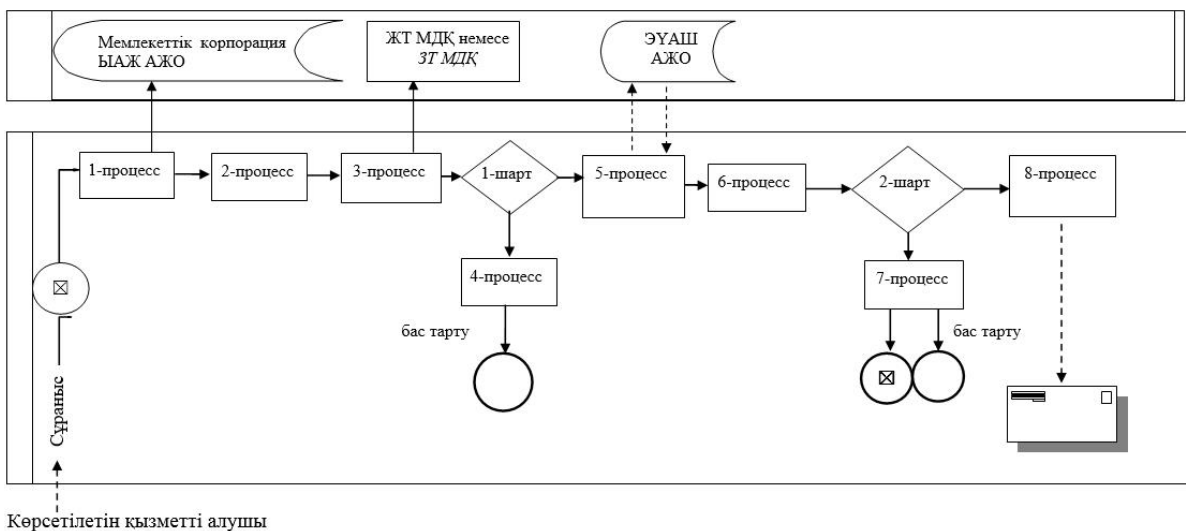 Мемлекеттік корпорация
ЫАЖ АЖО
ЖТ МДҚ немесе
ЗТ МДҚ
ЭҮАШ
АЖО
1-процесс
2-процесс
3-процесс
1-шарт
5-процесс
6-процесс
2-шарт
8-процесс
4-процесс
7-процесс
бас тарту
бас тарту
Сұраныс
Көрсетілетін қызметті алушы